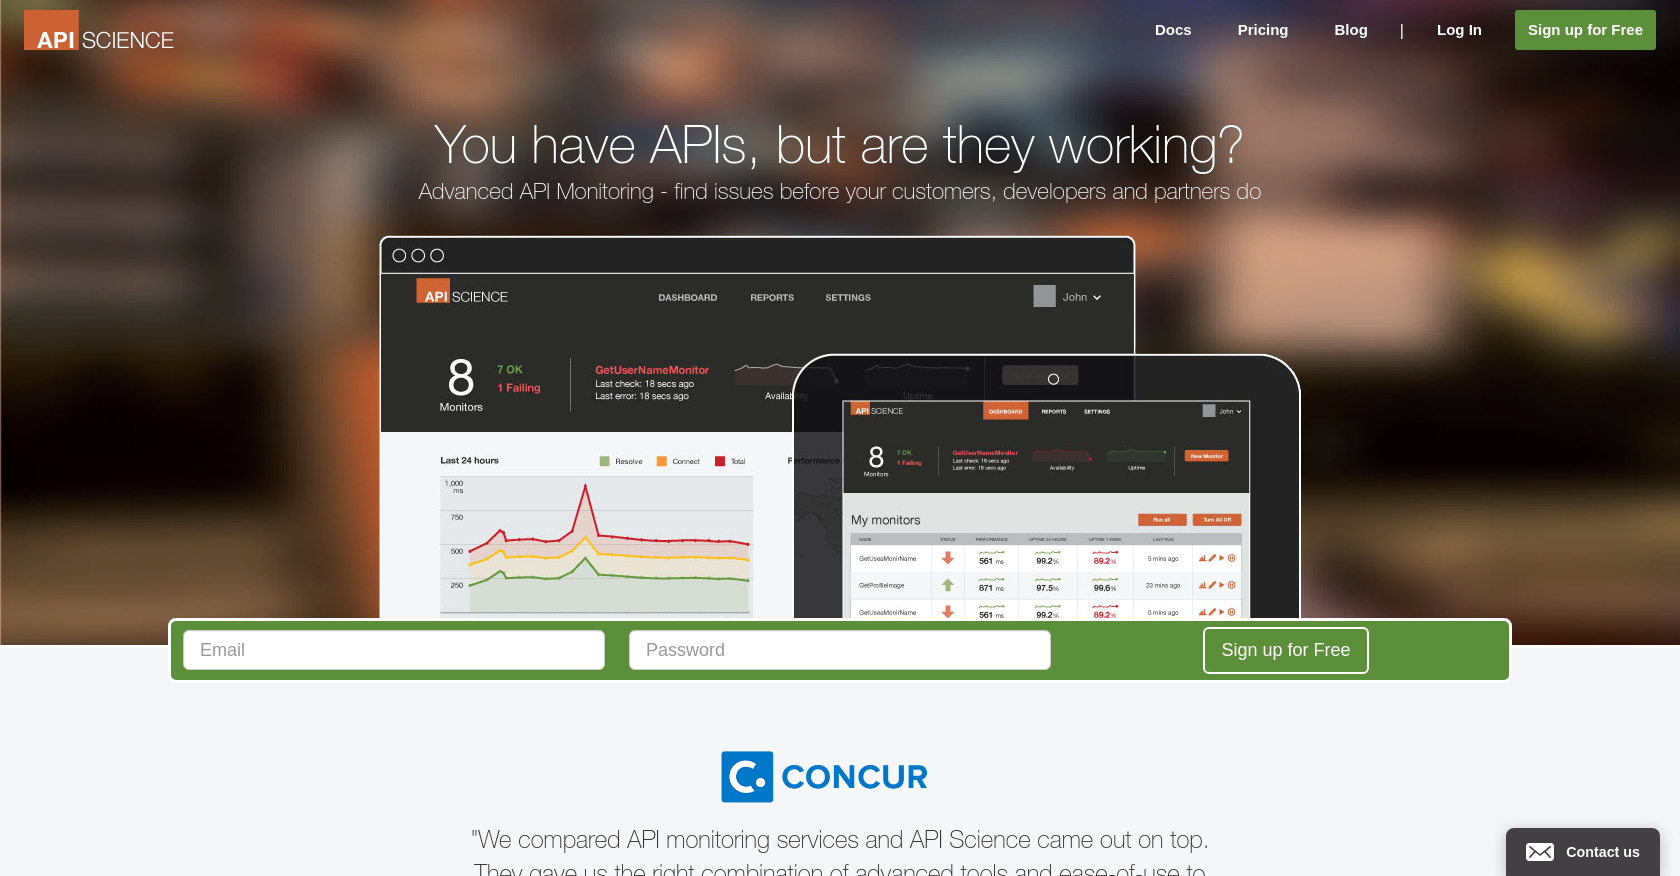 API SCIENCE
Docs
Pricing
Blog
|
Log In
Sign up for Free
You have APIs, but are they working?
Advanced API Monitoring - find issues before your customers, developers and partners do
API SCIENCE
DASHBOARD
REPORTS
SETTINGS
John
8
Monitors
7 OK
1 Failing
GetUserNameMonitor
Last check: 18 secs ago
Last error: 18 secs ago
Availability
Uptime
Last 24 hours
Resolve
Connect
Total
Performance
1,000
ms
750
500
250
API SCIENCE
DASHBOARD
REPORTS
SETTINGS
John
8
Monitors
7 OK
1 Failing
GetUserNameMonitor
Last check: 18 secs ago
Last error: 18 secs ago
Availability
Uptime
New Monitor
My monitors
Run all
Turn All Off
NAME STATUS PERFORMANCE UPTIME 24 HOURS UPTIME 1 WEEK LAST RUN
GetUseaMonirName 561 ms 99.2% 89.2% 5 mins ago
GetProfileImage 871 ms 97.5% 99.6% 23 mins ago
GetUseaMonirName 561 ms 99.2% 89.2% 5 mins ago
Email
Password
Sign up for Free
C. CONCUR
"We compared API monitoring services and API Science came out on top.
They gave us the right combination of advanced tools and ease-of-use to
Contact us